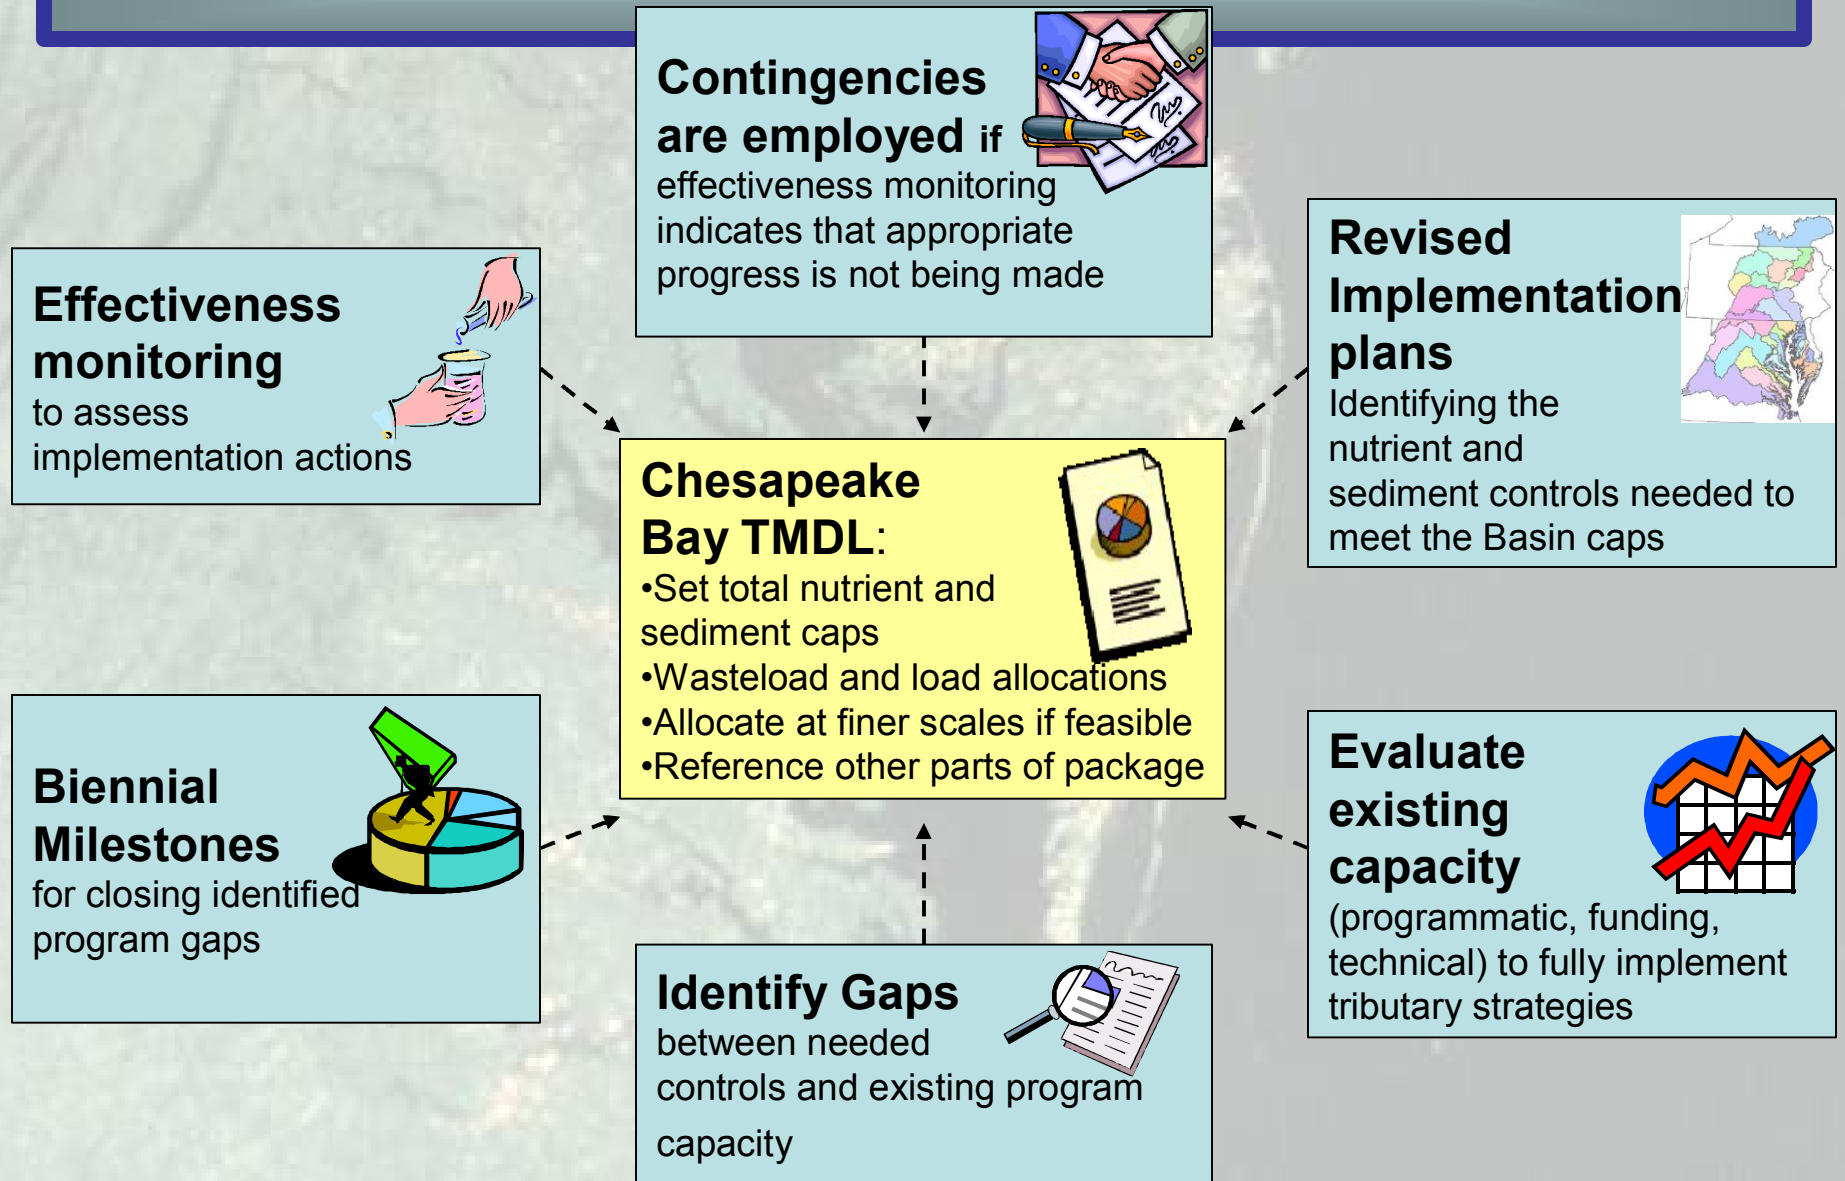 Contingencies
are employed if
effectiveness monitoring
indicates that appropriate
progress is not being made
Revised
Implementation
plans
Identifying the
nutrient and
sediment controls needed to
meet the Basin caps
Effectiveness
monitoring
to assess
implementation actions
Chesapeake
Bay TMDL:
•Set total nutrient and
sediment caps
•Wasteload and load allocations
•Allocate at finer scales if feasible
•Reference other parts of package
Biennial
Milestones
for closing identified
program gaps
Evaluate
existing
capacity
(programmatic, funding,
technical) to fully implement
tributary strategies
Identify Gaps
between needed
controls and existing program
capacity